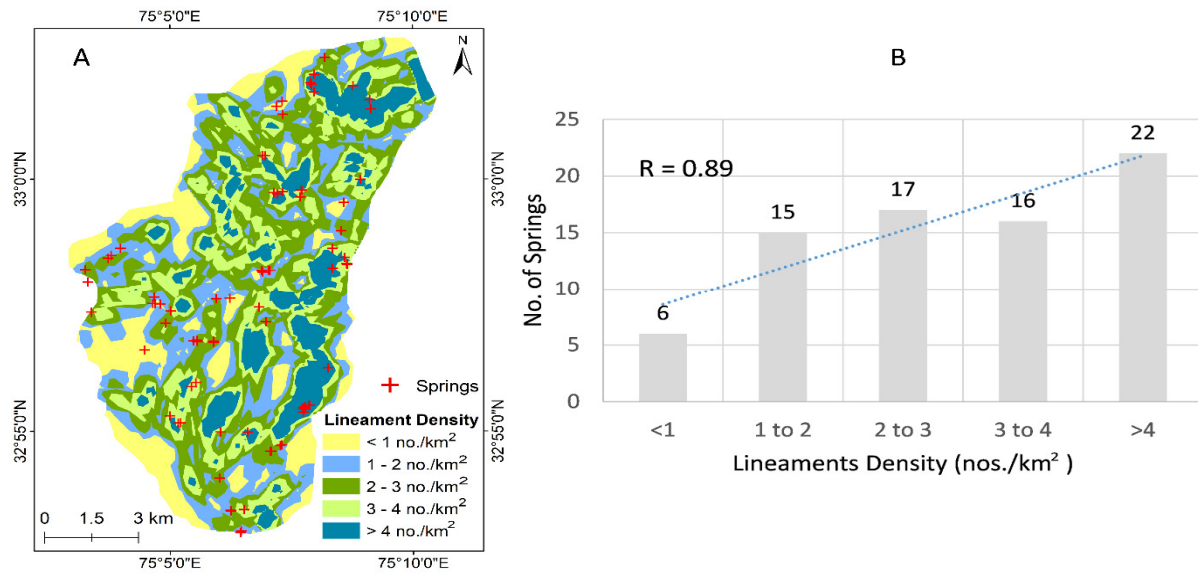 75°5'0"E
75°10'0"E
A
N
33°0'0"N
33°0'0"N
32°55'0"N
32°55'0"N
Springs
Lineament Density
< 1 no./km²
1 - 2 no./km²
2 - 3 no./km²
3 - 4 no./km²
> 4 no./km²
0 1.5 3 km
75°5'0"E
75°10'0"E
B
R = 0.89
No. of Springs
25
20
15
10
5
0
6
15
17
16
22
<1
1 to 2
2 to 3
3 to 4
>4
Lineaments Density (nos./km² )